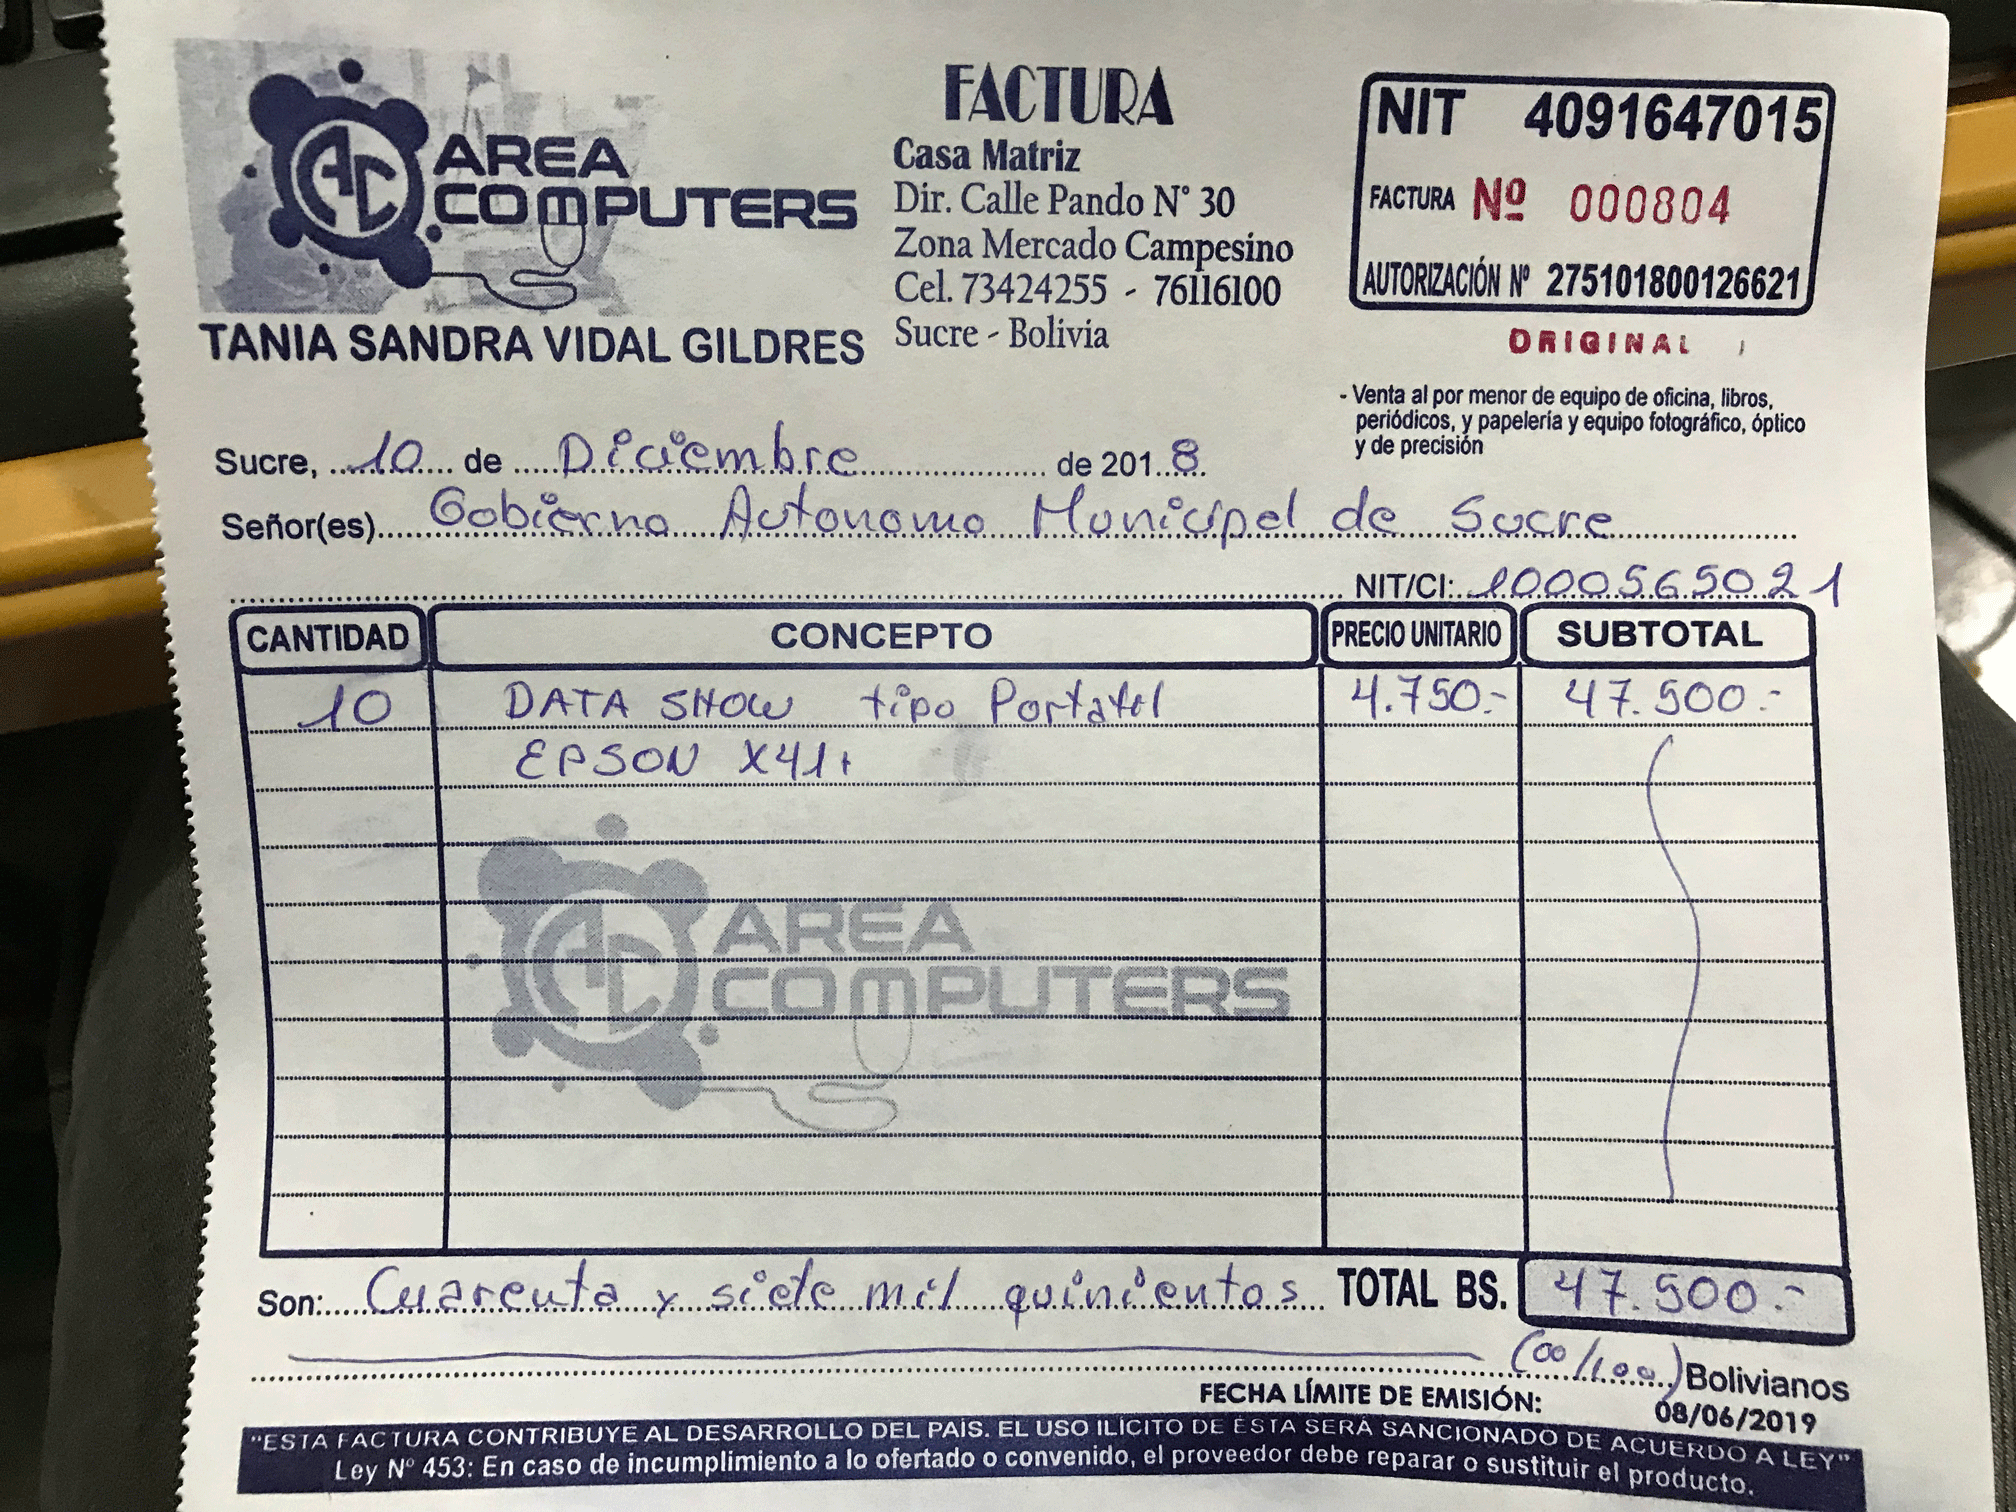 AREA
COMPUTERS
TANIA SANDRA VIDAL GILDRES
FACTURA
Casa Matriz
Dir. Calle Pando N° 30
Zona Mercado Campesino
Cel. 73424255 - 76116100
Sucre - Bolivia
NIT 4091647015
FACTURA Nº 000804
AUTORIZACIÓN Nº 275101800126621
ORIGINAL
- Venta al por menor de equipo de oficina, libros,
periódicos, y papelería y equipo fotográfico, óptico
y de precisión
Sucre, 10 de Diciembre de 2018
Señor(es) Gobierno Autonomo Municipel de Sucre
NIT/CI: 1000565021
CANTIDAD CONCEPTO PRECIO UNITARIO SUBTOTAL
10 DATA SHOW tipo Portatil 4.750.- 47.500.-
EPSON X41+
AREA
COMPUTERS
Son: Cuarenta y siete mil quinientos TOTAL BS. 47.500.-
(00/100) Bolivianos
FECHA LÍMITE DE EMISIÓN:
08/06/2019
"ESTA FACTURA CONTRIBUYE AL DESARROLLO DEL PAÍS. EL USO ILÍCITO DE ÉSTA SERÁ SANCIONADO DE ACUERDO A LEY"
Ley Nº 453: En caso de incumplimiento a lo ofertado o convenido, el proveedor debe reparar o sustituir el producto.